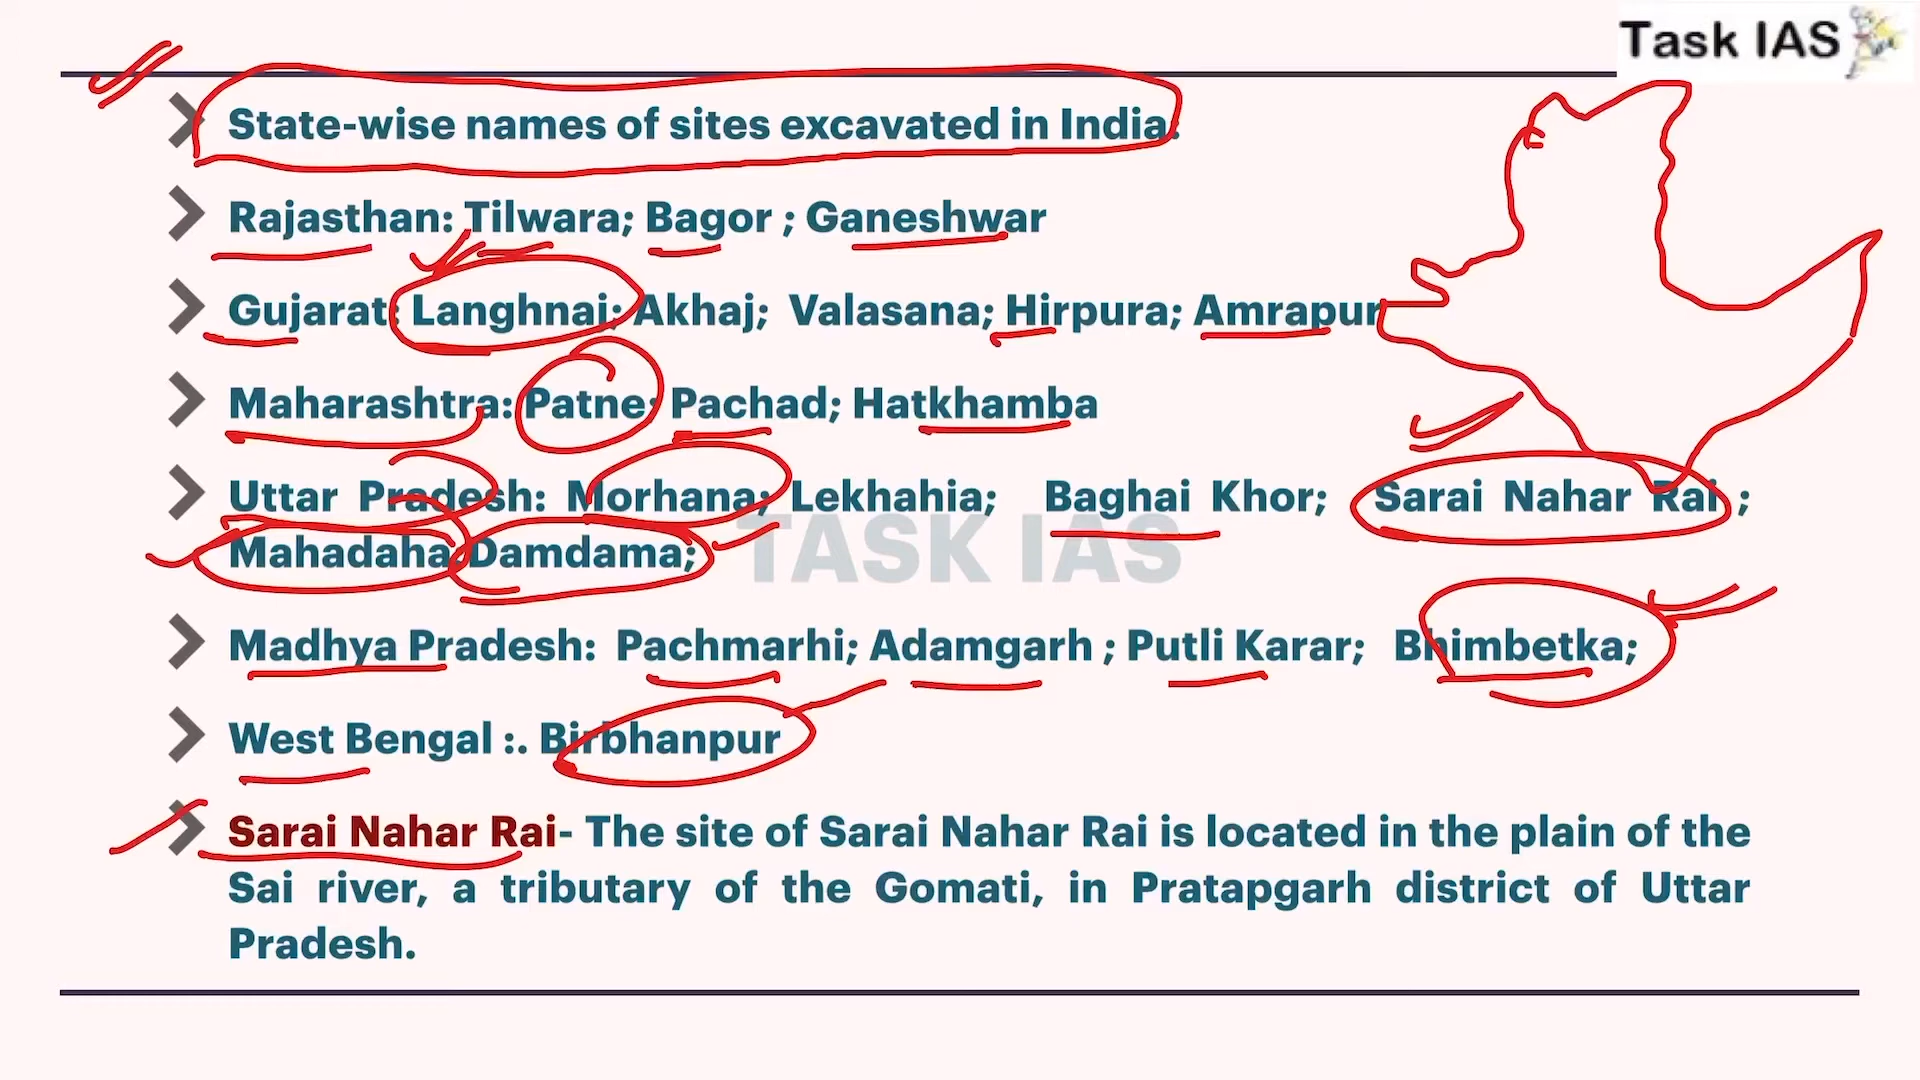 Task IAS
State-wise names of sites excavated in India.
Rajasthan: Tilwara; Bagor ; Ganeshwar
Gujarat: Langhnai; Akhaj; Valasana; Hirpura; Amrapur
Maharashtra: Patne; Pachad; Hatkhamba
Uttar Pradesh: Morhana; Lekhahia; Baghai Khor; Sarai Nahar Rai ;
Mahadaha;Damdama;
TASK IAS
Madhya Pradesh: Pachmarhi; Adamgarh ; Putli Karar; Bhimbetka;
West Bengal :. Birbhanpur
Sarai Nahar Rai- The site of Sarai Nahar Rai is located in the plain of the
Sai river, a tributary of the Gomati, in Pratapgarh district of Uttar
Pradesh.